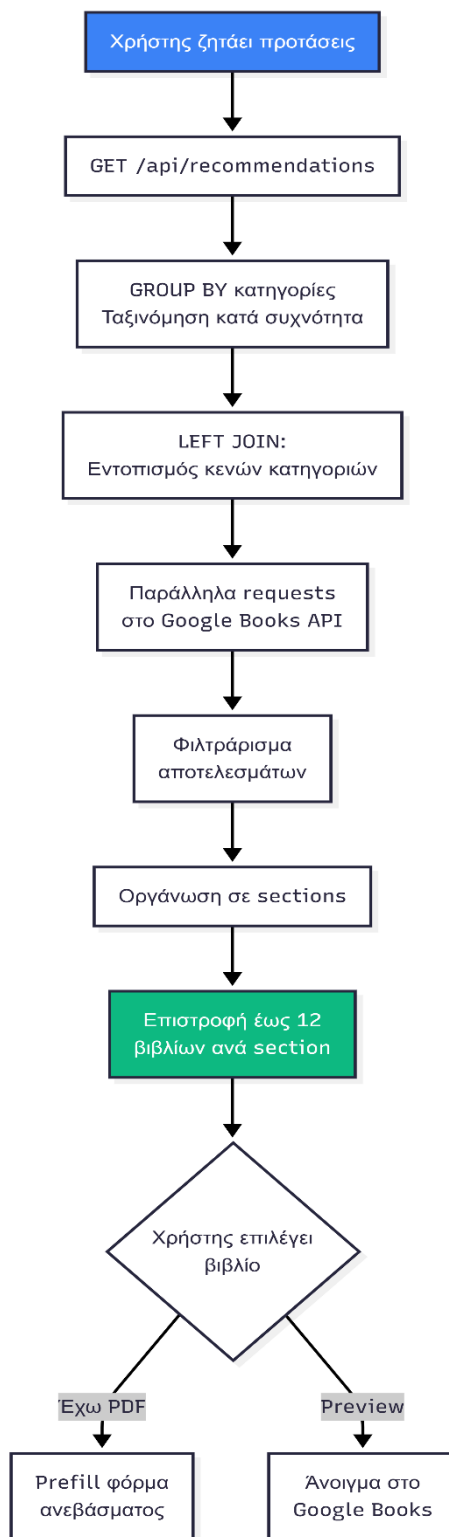 Χρήστης ζητάει προτάσεις
GET /api/recommendations
GROUP BY κατηγορίες
Ταξινόμηση κατά συχνότητα
LEFT JOIN:
Εντοπισμός κενών κατηγοριών
Παράλληλα requests
στο Google Books API
Φιλτράρισμα
αποτελεσμάτων
Οργάνωση σε sections
Επιστροφή έως 12
βιβλίων ανά section
Χρήστης επιλέγει
βιβλίο
Έχω PDF
Preview
Prefill φόρμα
ανεβάσματος
Άνοιγμα στο
Google Books